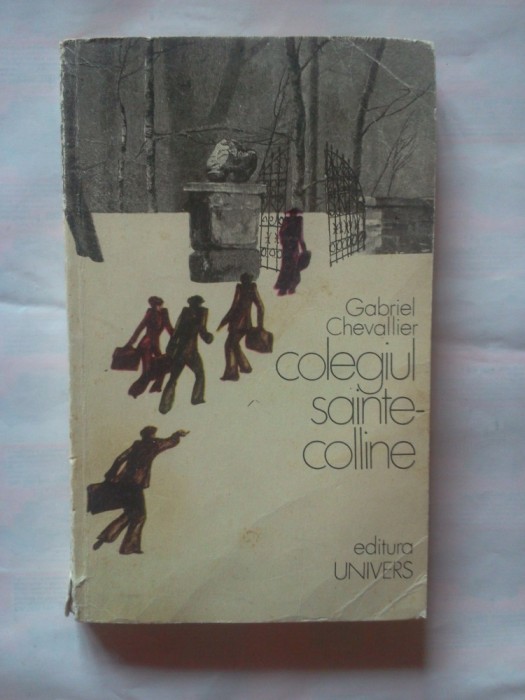 Gabriel
Chevallier
colegiul
sainte-
colline
editura
UNIVERS